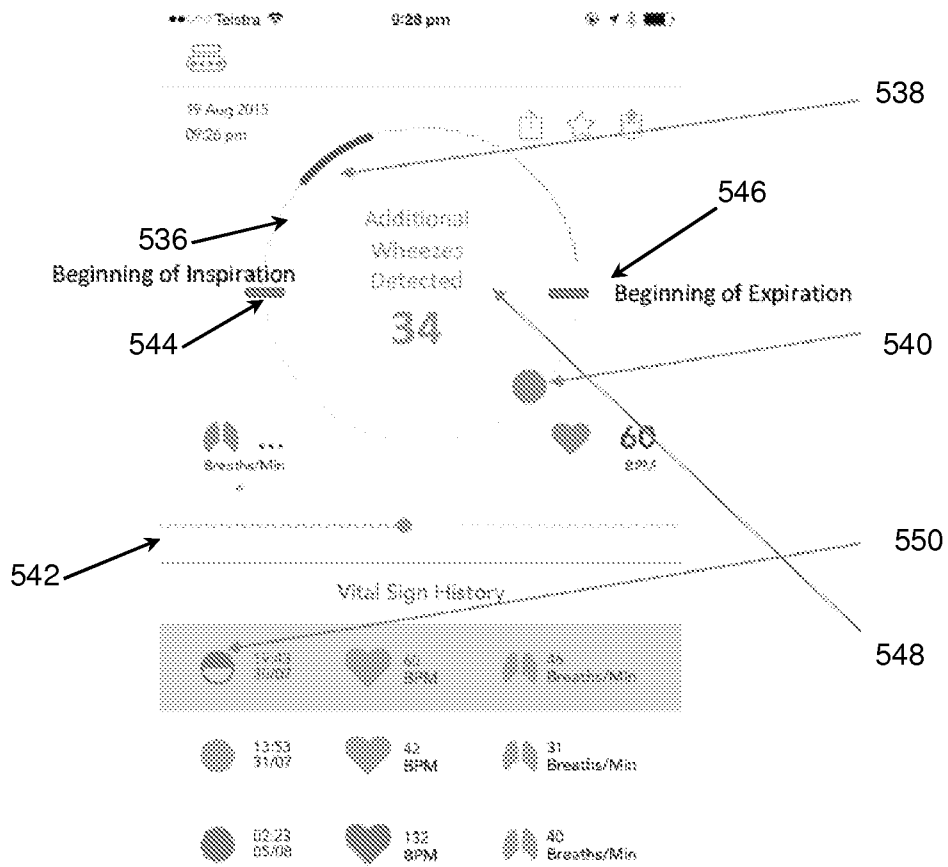 Telstra 9:28 pm
19 Aug 2015
09:26 pm
538
546
536
Additional
Wheezes
Detected
Beginning of Inspiration
Beginning of Expiration
34
544
540
60
BPM
Breaths/Min
550
542
Vital Sign History
548
BPM
Breaths/Min
13:53
31/07
42
BPM
31
Breaths/Min
02:23
05/08
132
BPM
40
Breaths/Min